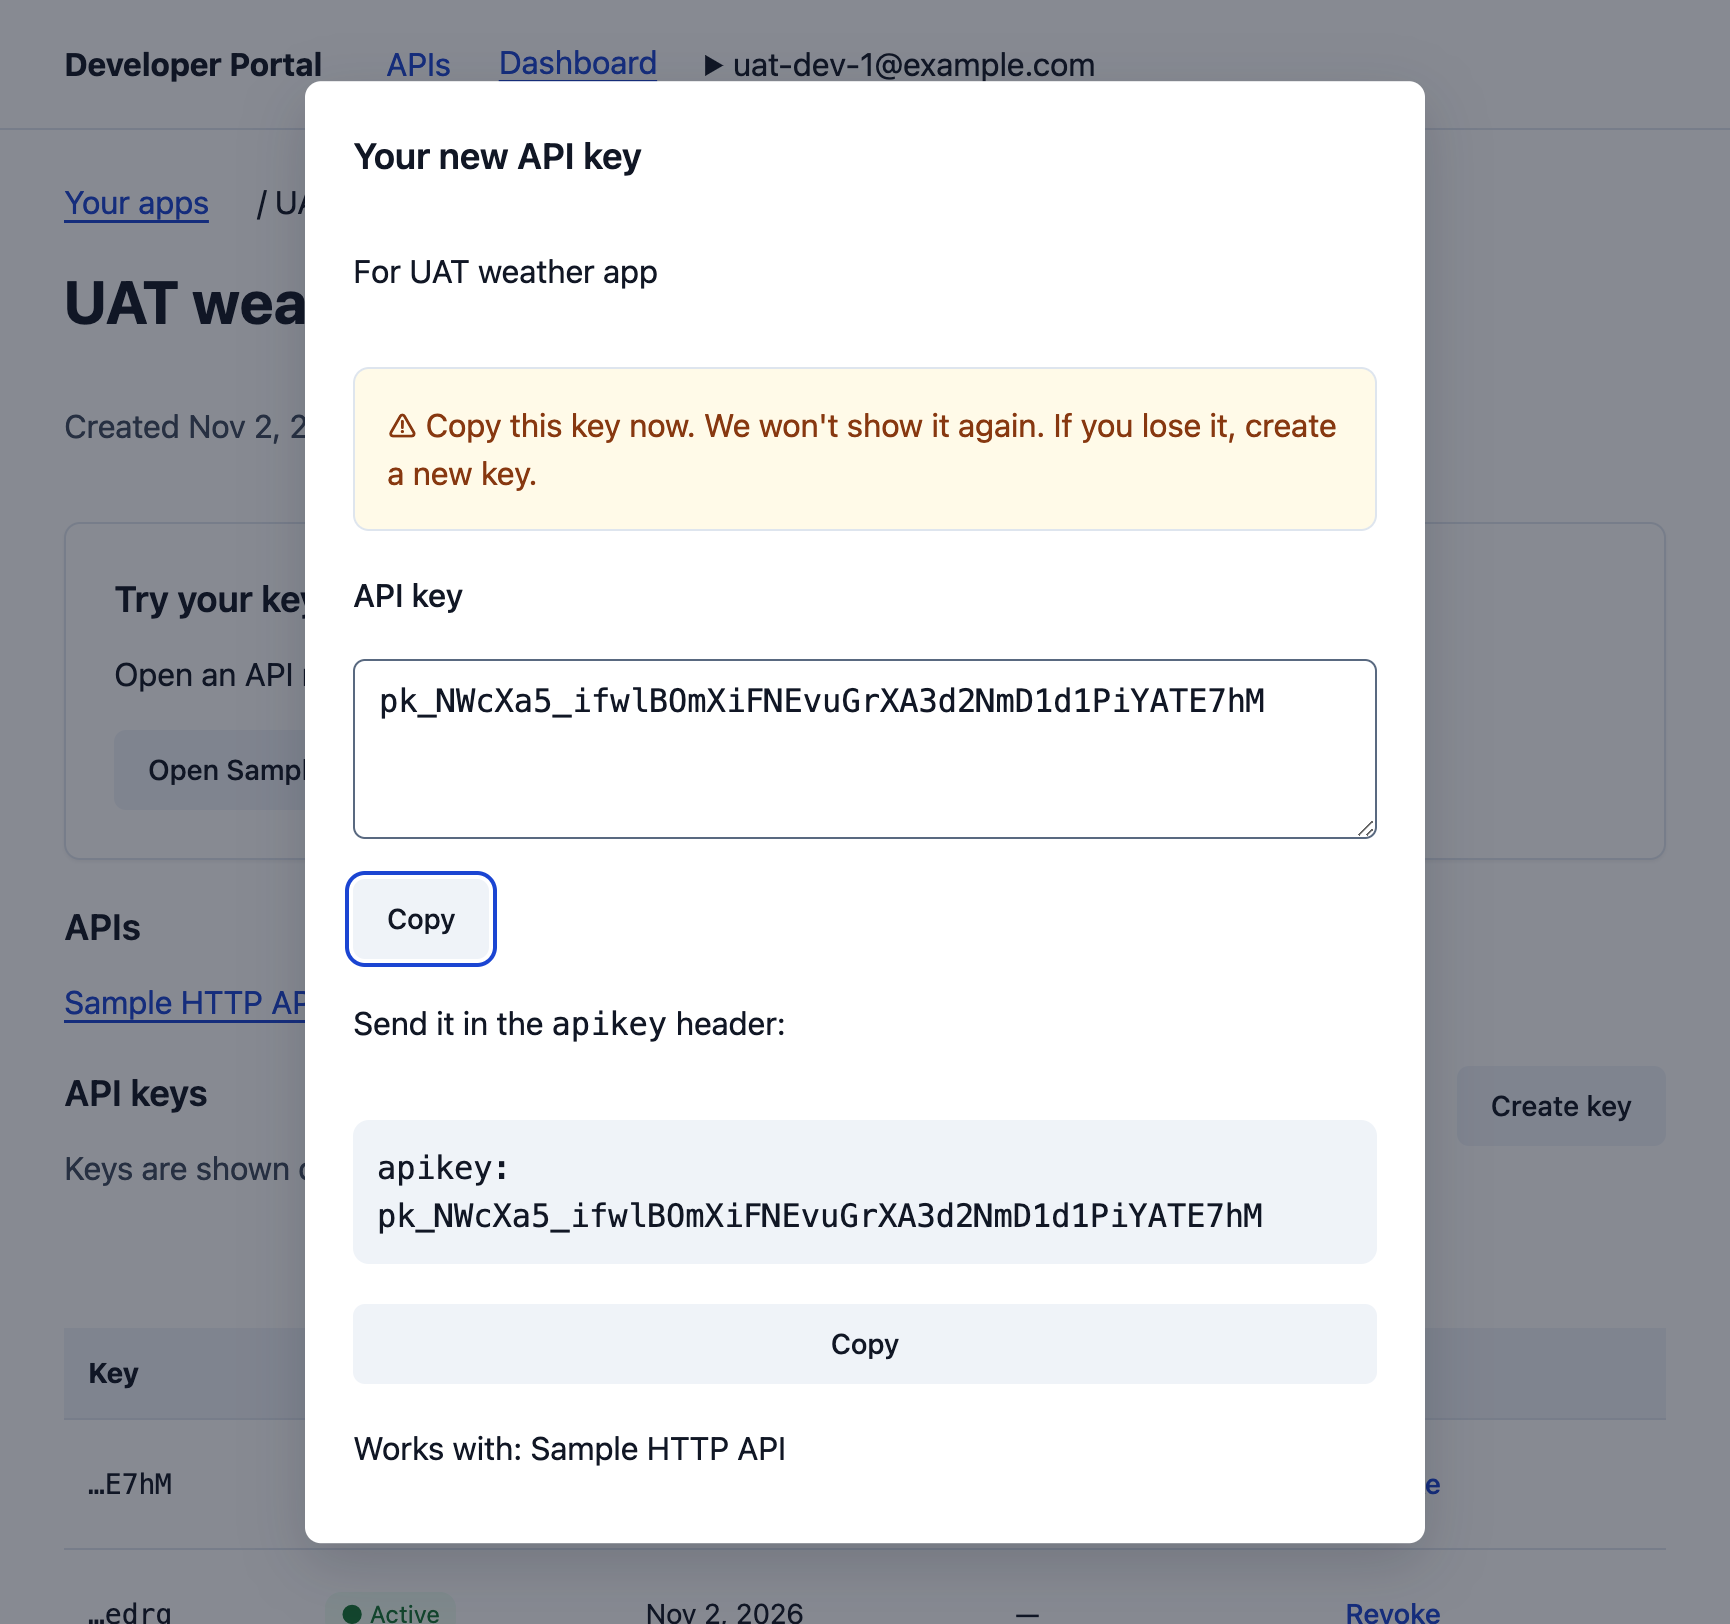 Developer Portal APIs Dashboard ▶ uat-dev-1@example.com
Your new API key
Your apps / UA
For UAT weather app
UAT wea
⚠ Copy this key now. We won't show it again. If you lose it, create
a new key.
Created Nov 2, 2
API key
Try your key
Open an API
pk_NWcXa5_ifwlBOmXiFNEvuGrXA3d2NmD1d1PiYATE7hM
Open Sampl
Copy
APIs
Sample HTTP AP
Send it in the apikey header:
API keys
Create key
Keys are shown
apikey:
pk_NWcXa5_ifwlBOmXiFNEvuGrXA3d2NmD1d1PiYATE7hM
Copy
Key
Works with: Sample HTTP API
…E7hM e
…edrq Active Nov 2, 2026 — Revoke